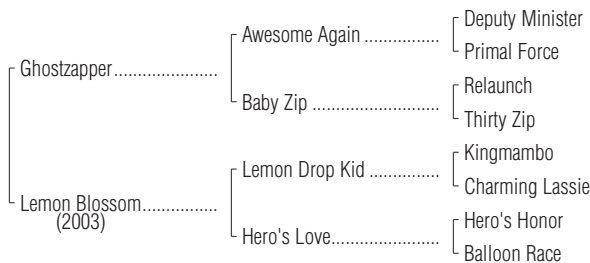 Deputy Minister
Awesome Again ................
Primal Force
Ghostzapper......................
Relaunch
Baby Zip ...........................
Thirty Zip
Kingmambo
Lemon Drop Kid ...............
Charming Lassie
Lemon Blossom................
(2003)
Hero's Honor
Hero's Love.......................
Balloon Race